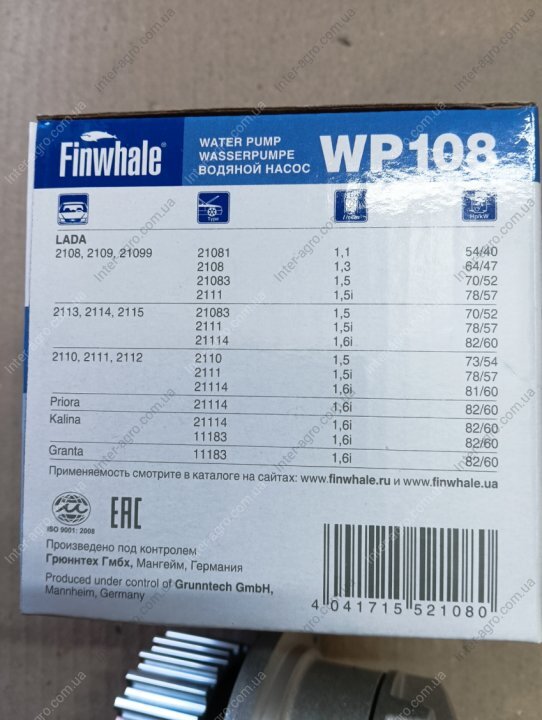 Finwhale®
WATER PUMP
WASSERPUMPE
ВОДЯНОЙ НАСОС
WP108
Type
Hp/kW
LADA
2108, 2109, 21099 21081 1,1 54/40
2108 1,3 64/47
21083 1,5 70/52
2111 1,5i 78/57
2113, 2114, 2115 21083 1,5 70/52
2111 1,5i 78/57
21114 1,6i 82/60
2110, 2111, 2112 2110 1,5 73/54
2111 1,5i 78/57
21114 1,6i 81/60
Priora 21114 1,6i 82/60
Kalina 21114 1,6i 82/60
11183 1,6i 82/60
Granta 11183 1,6i 82/60
Применяемость смотрите в каталоге на сайтах: www.finwhale.ru и www.finwhale.ua
ISO 9001: 2008
EAC
Произведено под контролем
Грюннтех Гмбх, Мангейм, Германия
Produced under control of Grunntech GmbH,
Mannheim, Germany
4 041715 521080
Inter-agro.com.ua